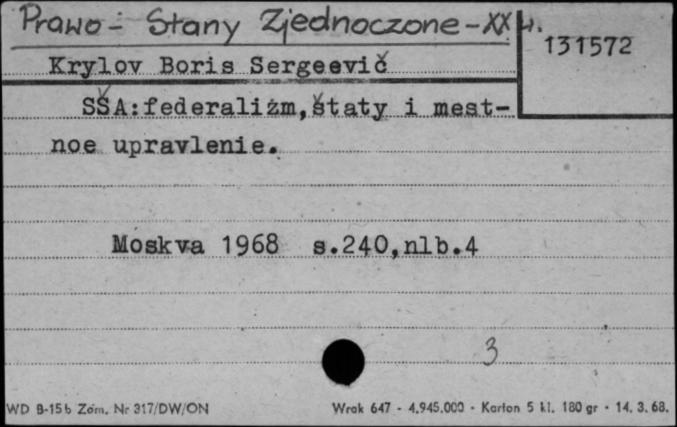 Prawo - Stany Zjednoczone - XX w.
131572
Krylov Boris Sergeevič
SŠA:federalizm,štaty i mest-
noe upravlenie.
Moskva 1968 s.240,nlb.4
3
WD B-15b Zam. Nr 317/DW/ON
Wrak 647 - 4.945.000 - Karton 5 kl. 180 gr - 14. 3. 68.